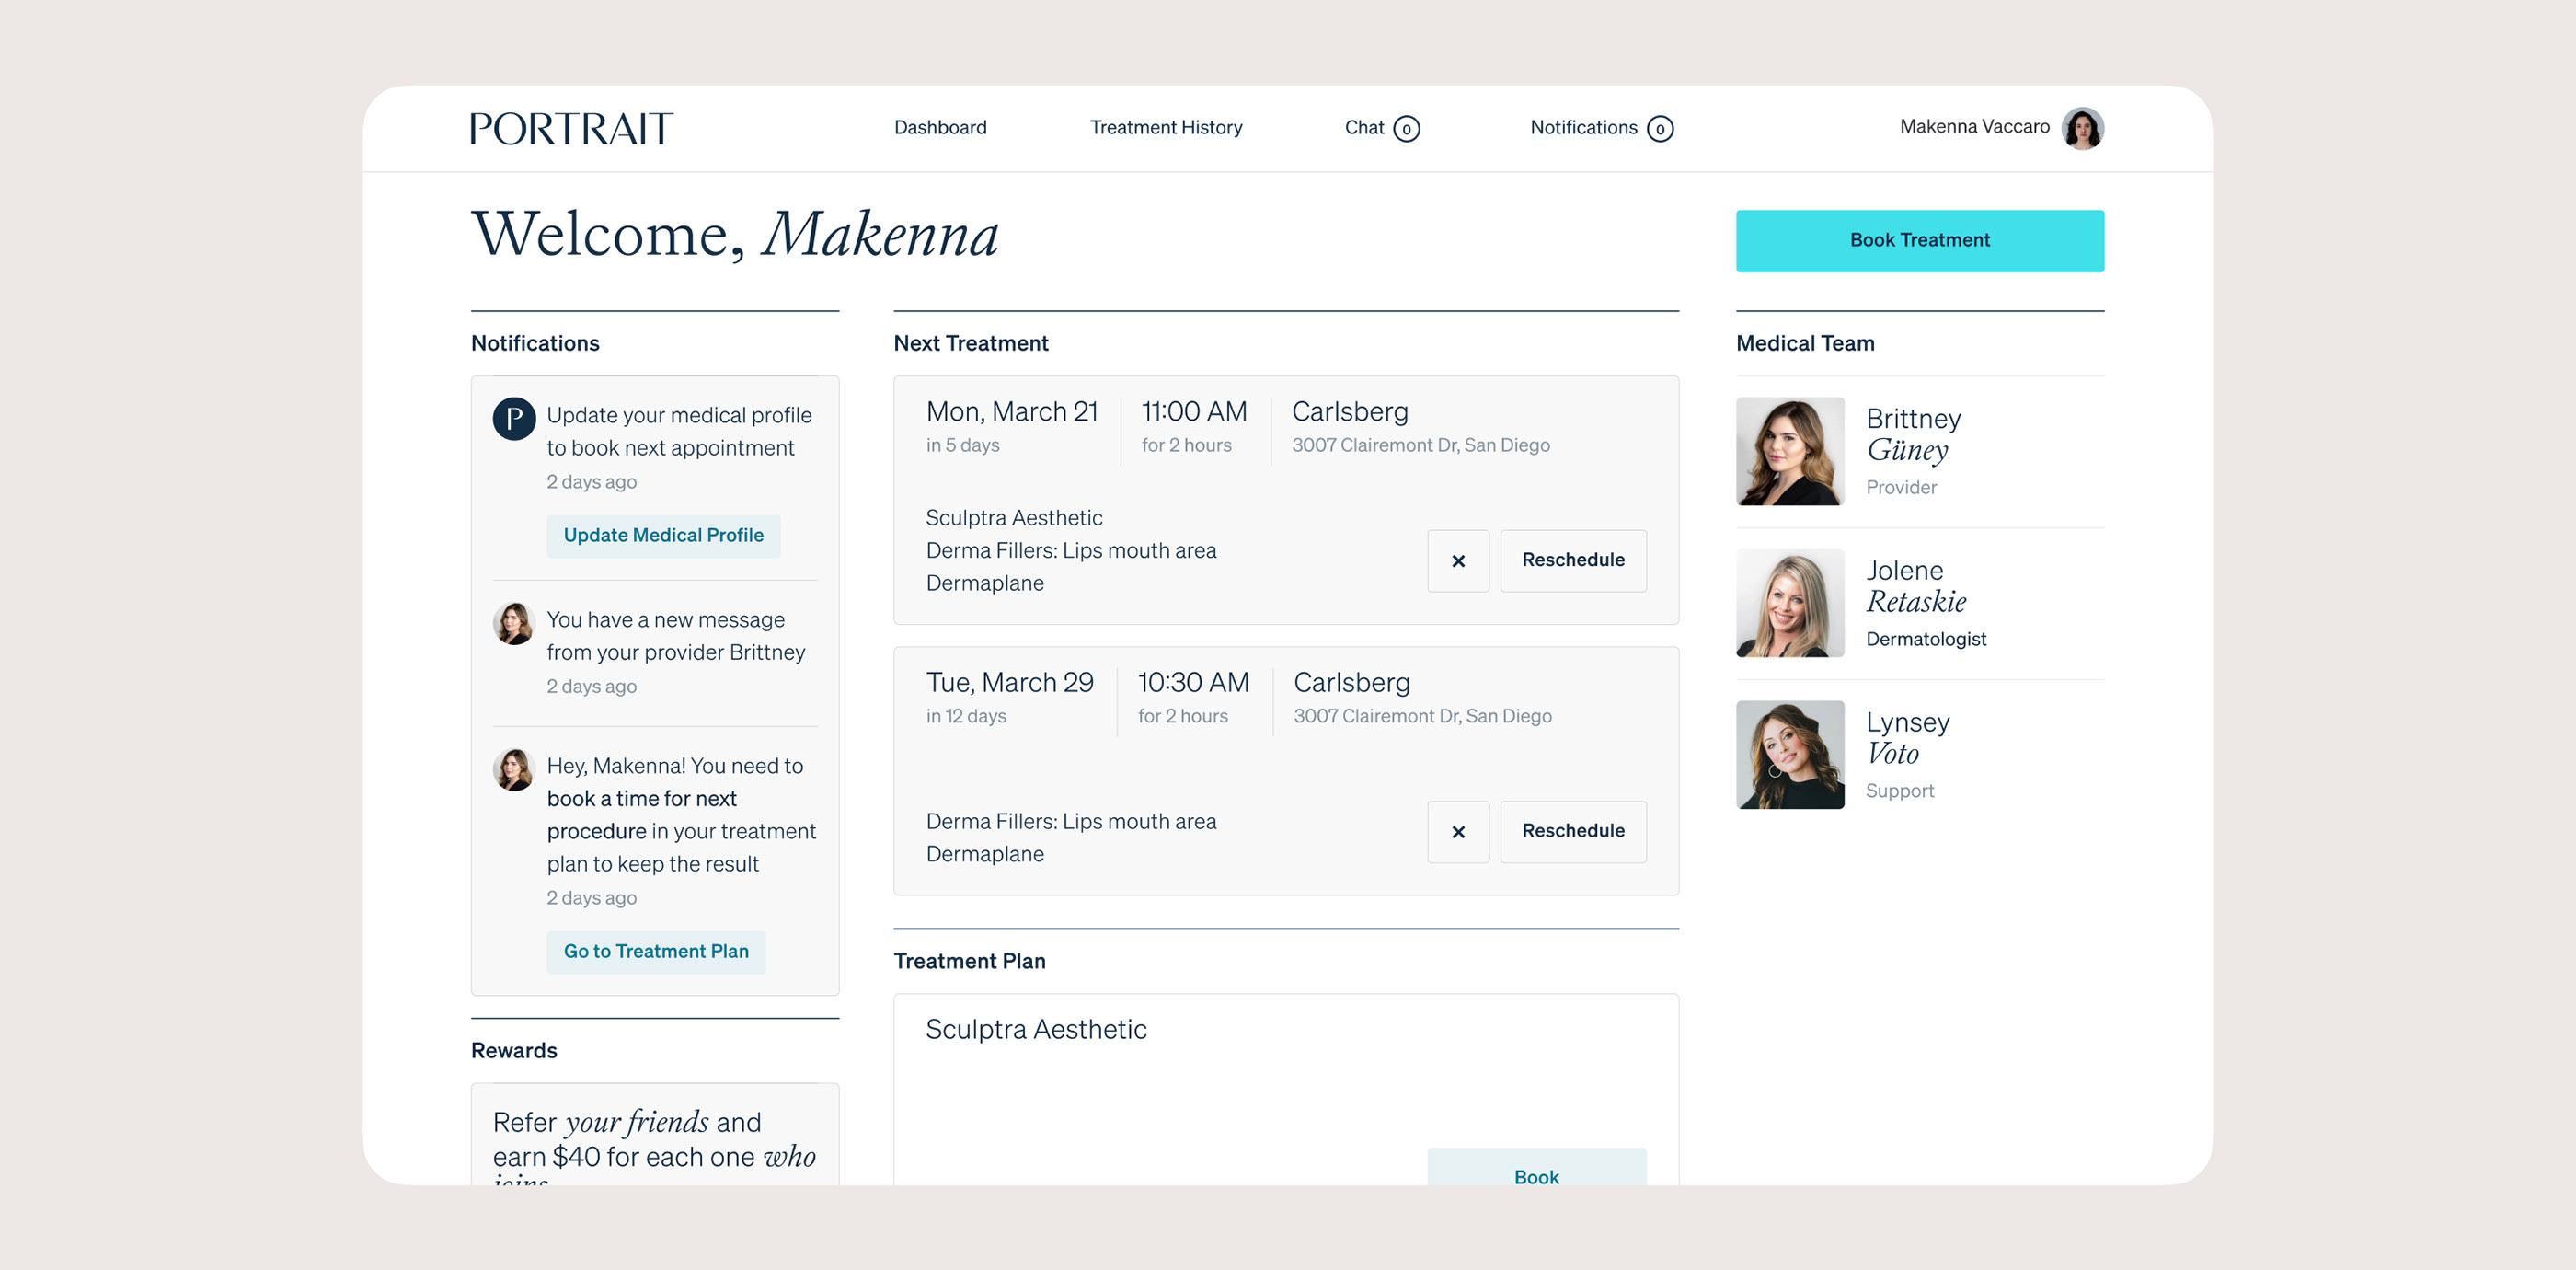 PORTRAIT
Dashboard
Treatment History
Chat 0
Notifications 0
Makenna Vaccaro
Welcome, Makenna
Book Treatment
Notifications
P
Update your medical profile
to book next appointment
2 days ago
Update Medical Profile
You have a new message
from your provider Brittney
2 days ago
Hey, Makenna! You need to
book a time for next
procedure in your treatment
plan to keep the result
2 days ago
Go to Treatment Plan
Rewards
Refer your friends and
earn $40 for each one who
joins
Next Treatment
Mon, March 21
in 5 days
11:00 AM
for 2 hours
Carlsberg
3007 Clairemont Dr, San Diego
Sculptra Aesthetic
Derma Fillers: Lips mouth area
Dermaplane
×
Reschedule
Tue, March 29
in 12 days
10:30 AM
for 2 hours
Carlsberg
3007 Clairemont Dr, San Diego
Derma Fillers: Lips mouth area
Dermaplane
×
Reschedule
Treatment Plan
Sculptra Aesthetic
Book
Medical Team
Brittney
Güney
Provider
Jolene
Retaskie
Dermatologist
Lynsey
Voto
Support